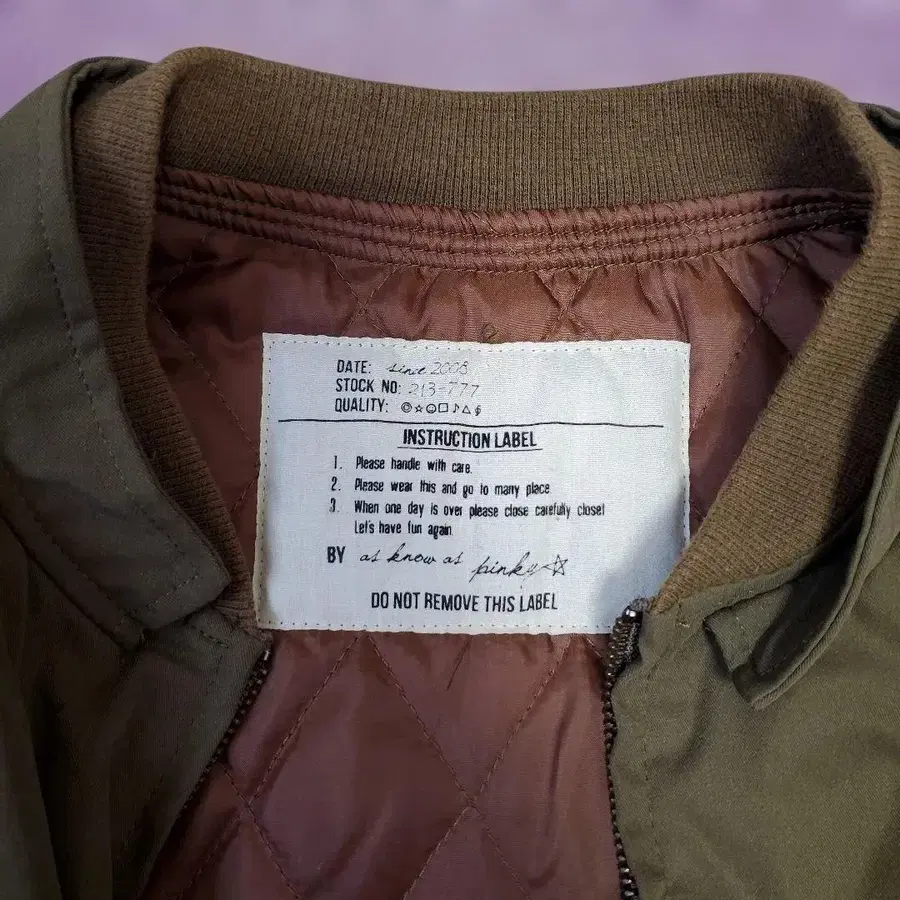 DATE: since 2008
STOCK NO: 213-777
QUALITY: ◎☆☺□♪△∮
INSTRUCTION LABEL
1. Please handle with care.
2. Please wear this and go to many place.
3. When one day is over please close carefully closet
Let's have fun again.
BY as know as pinky☆
DO NOT REMOVE THIS LABEL